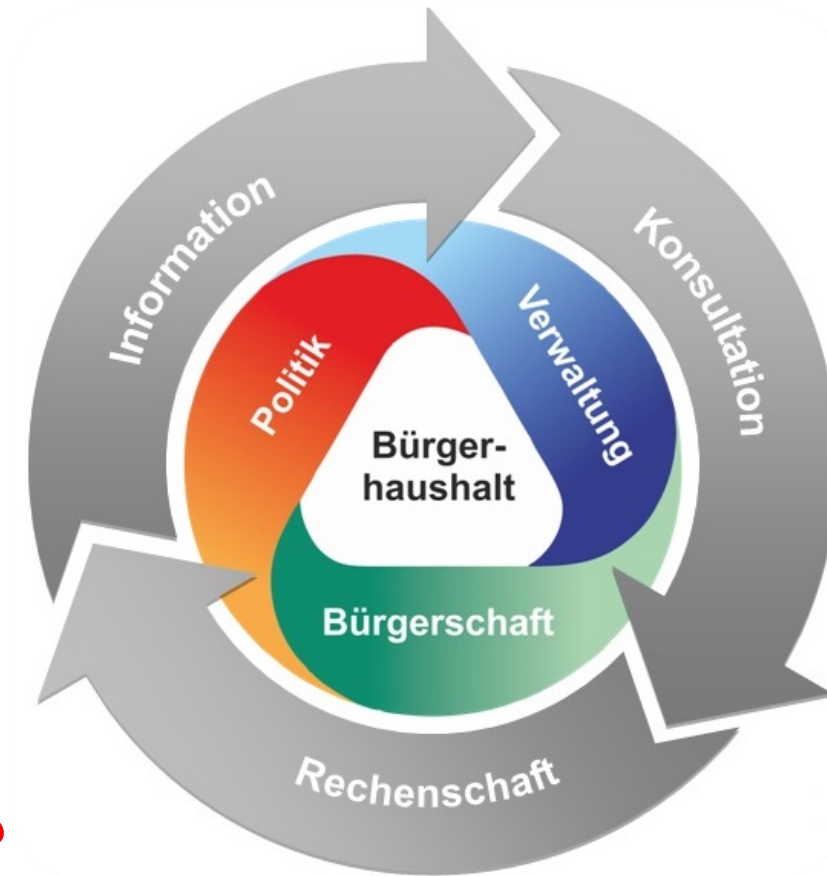 Information
Konsultation
Politik
Verwaltung
Bürger-
haushalt
Bürgerschaft
Rechenschaft